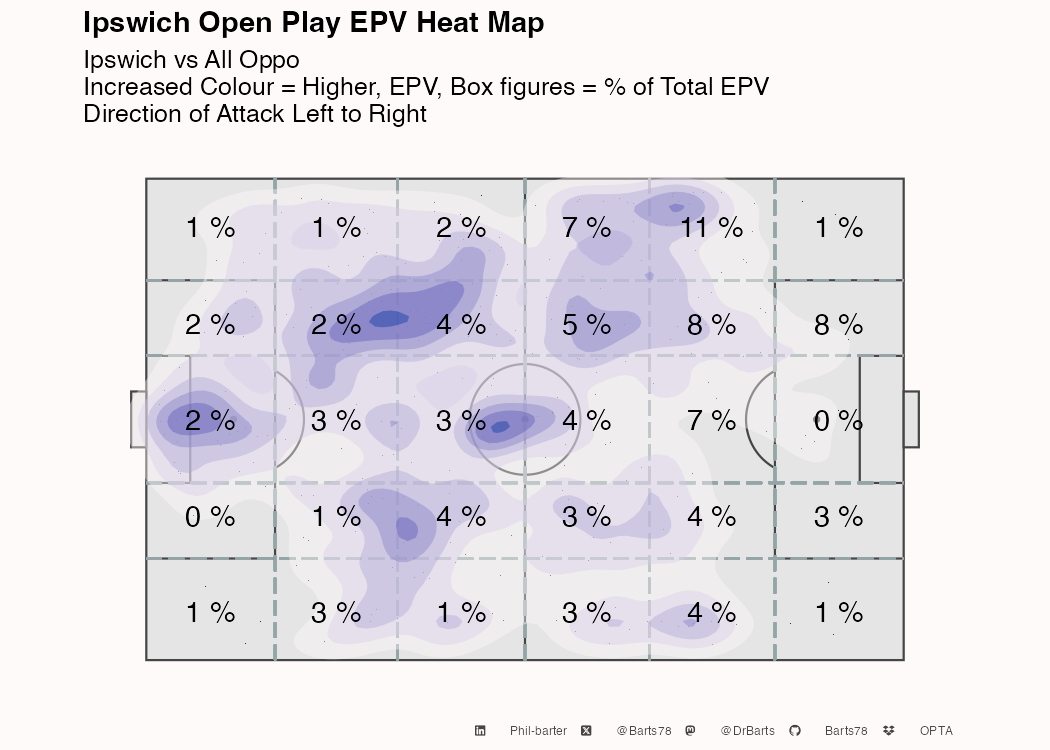 Ipswich Open Play EPV Heat Map
Ipswich vs All Oppo
Increased Colour = Higher, EPV, Box figures = % of Total EPV
Direction of Attack Left to Right
1 % 1 % 2 % 7 % 11 % 1 %
2 % 2 % 4 % 5 % 8 % 8 %
2 % 3 % 3 % 4 % 7 % 0 %
0 % 1 % 4 % 3 % 4 % 3 %
1 % 3 % 1 % 3 % 4 % 1 %
Phil-barter @Barts78 @DrBarts Barts78 OPTA